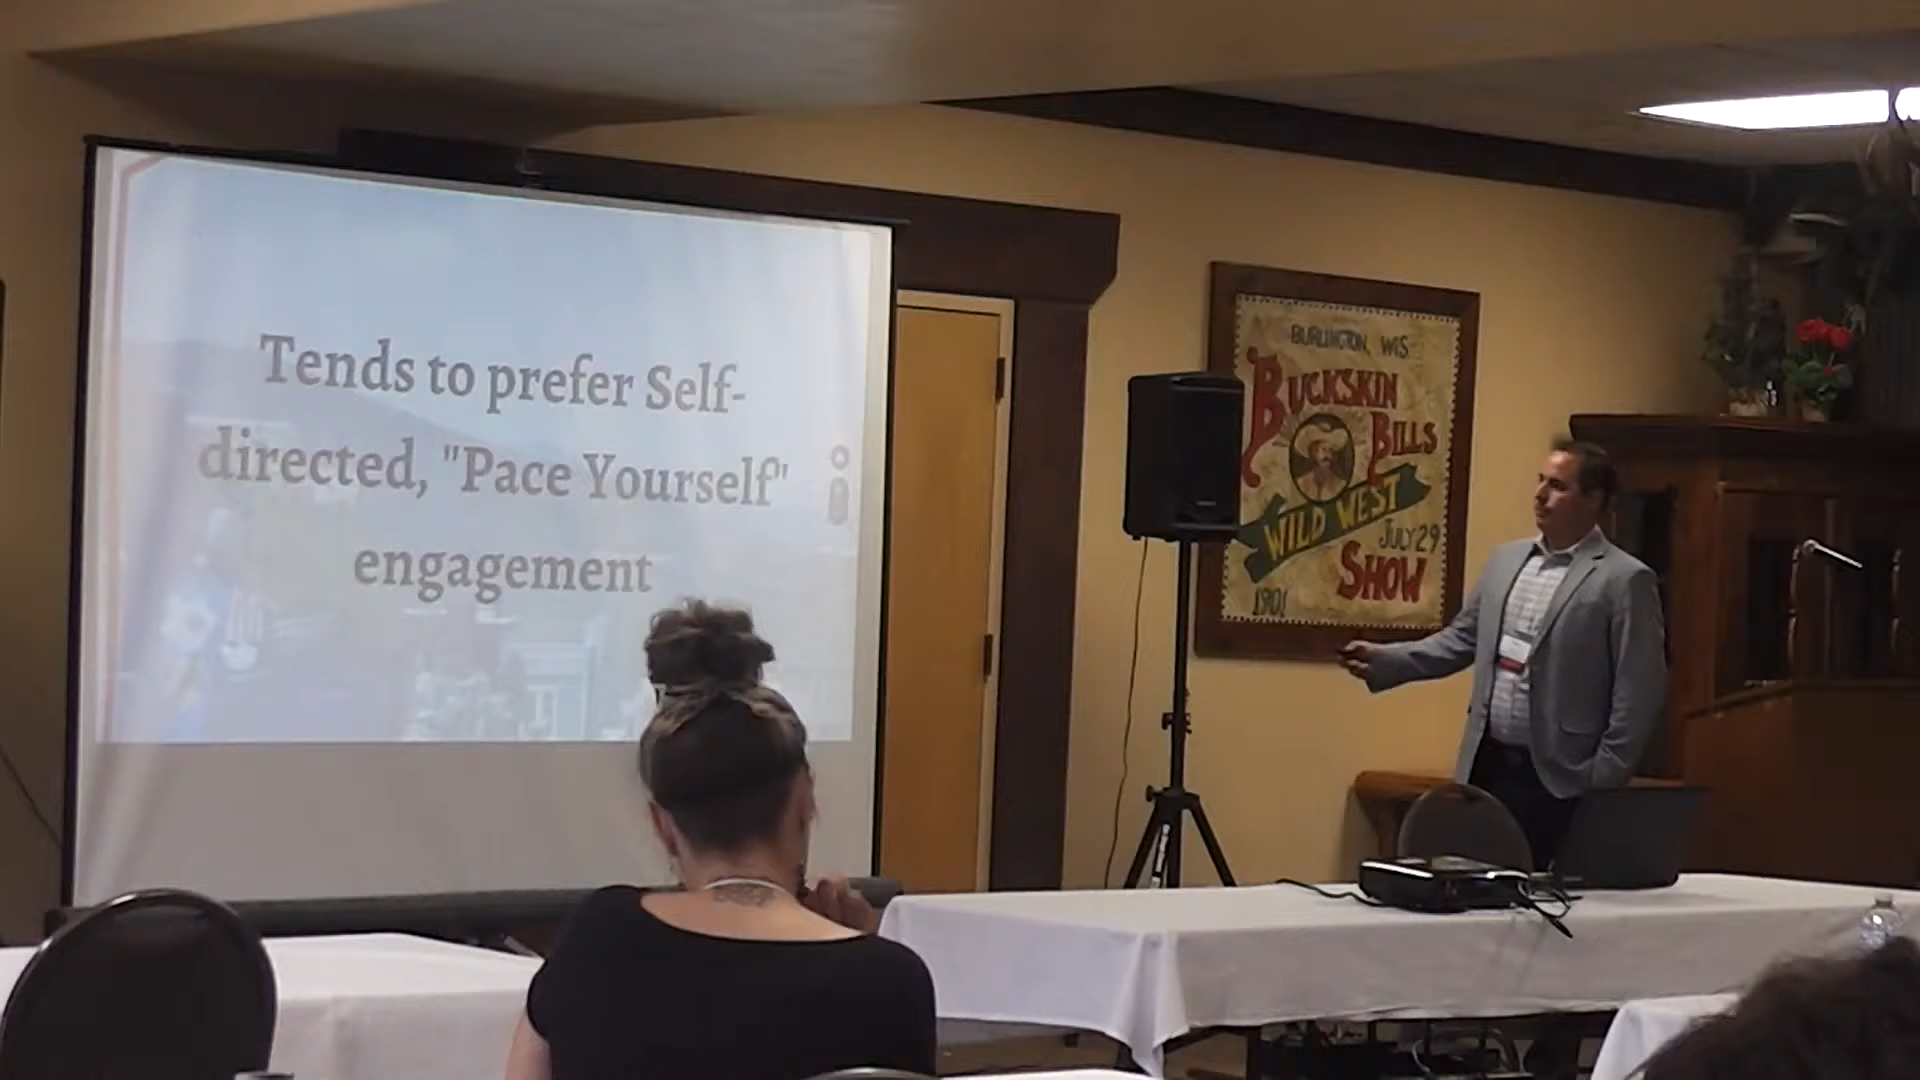 Tends to prefer Self-
directed, "Pace Yourself"
engagement
BURLINGTON, WIS
BUCKSKIN
BILLS
WILD WEST
JULY 29
SHOW
1901